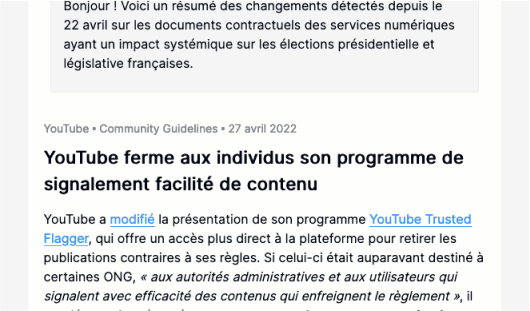 Bonjour ! Voici un résumé des changements détectés depuis le
22 avril sur les documents contractuels des services numériques
ayant un impact systémique sur les élections présidentielle et
législative françaises.
YouTube • Community Guidelines • 27 avril 2022
YouTube ferme aux individus son programme de
signalement facilité de contenu
YouTube a modifié la présentation de son programme YouTube Trusted
Flagger, qui offre un accès plus direct à la plateforme pour retirer les
publications contraires à ses règles. Si celui-ci était auparavant destiné à
certaines ONG, « aux autorités administratives et aux utilisateurs qui
signalent avec efficacité des contenus qui enfreignent le règlement », il